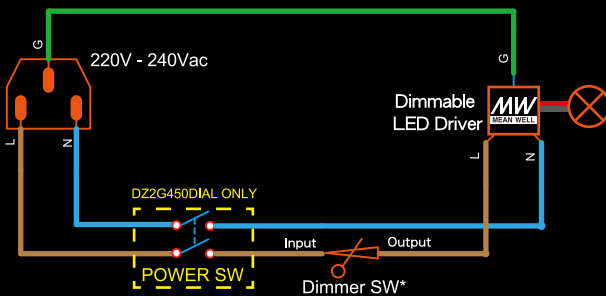 G
220V - 240Vac
G
Dimmable
LED Driver
MW
MEAN WELL
L
N
L
N
DZ2G450DIAL ONLY
POWER SW
Input
Output
Dimmer SW*